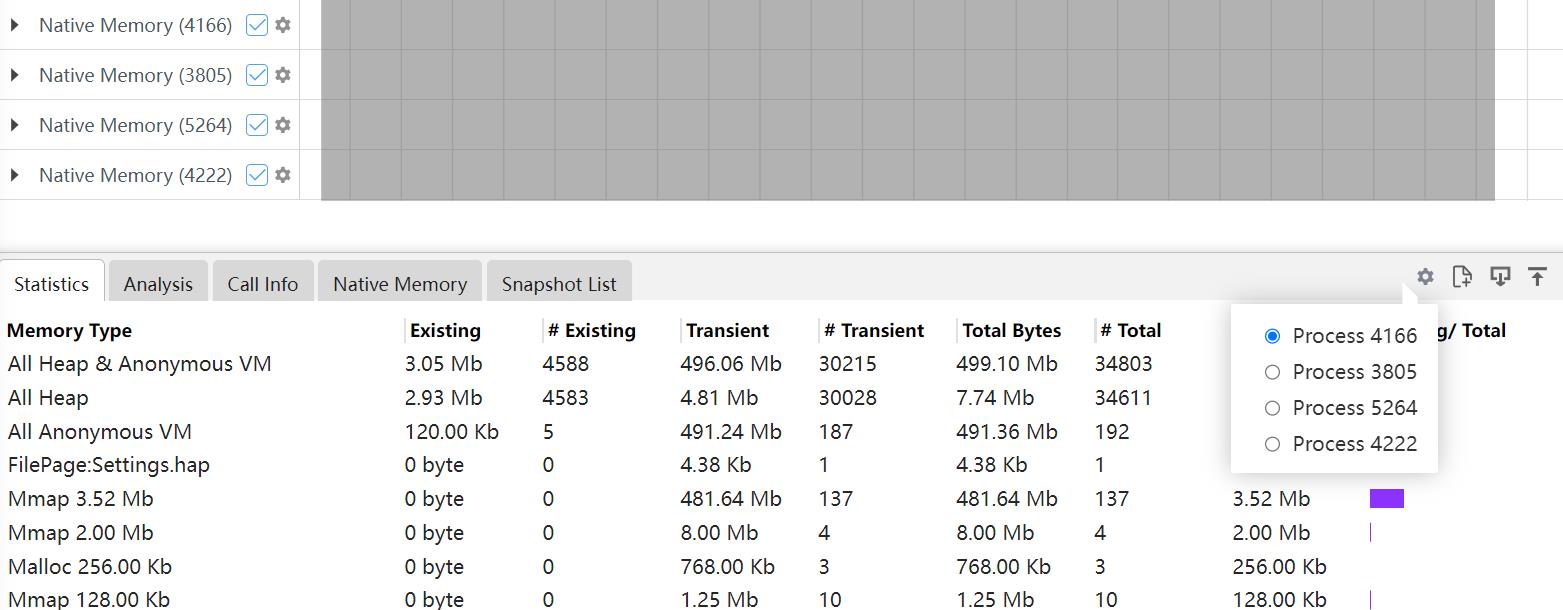 Native Memory (4166)
Native Memory (3805)
Native Memory (5264)
Native Memory (4222)
Statistics Analysis Call Info Native Memory Snapshot List
Memory Type Existing # Existing Transient # Transient Total Bytes # Total g/ Total
All Heap & Anonymous VM 3.05 Mb 4588 496.06 Mb 30215 499.10 Mb 34803
All Heap 2.93 Mb 4583 4.81 Mb 30028 7.74 Mb 34611
All Anonymous VM 120.00 Kb 5 491.24 Mb 187 491.36 Mb 192
FilePage:Settings.hap 0 byte 0 4.38 Kb 1 4.38 Kb 1
Mmap 3.52 Mb 0 byte 0 481.64 Mb 137 481.64 Mb 137 3.52 Mb
Mmap 2.00 Mb 0 byte 0 8.00 Mb 4 8.00 Mb 4 2.00 Mb
Malloc 256.00 Kb 0 byte 0 768.00 Kb 3 768.00 Kb 3 256.00 Kb
Mmap 128.00 Kb 0 byte 0 1.25 Mb 10 1.25 Mb 10 128.00 Kb
Process 4166
Process 3805
Process 5264
Process 4222